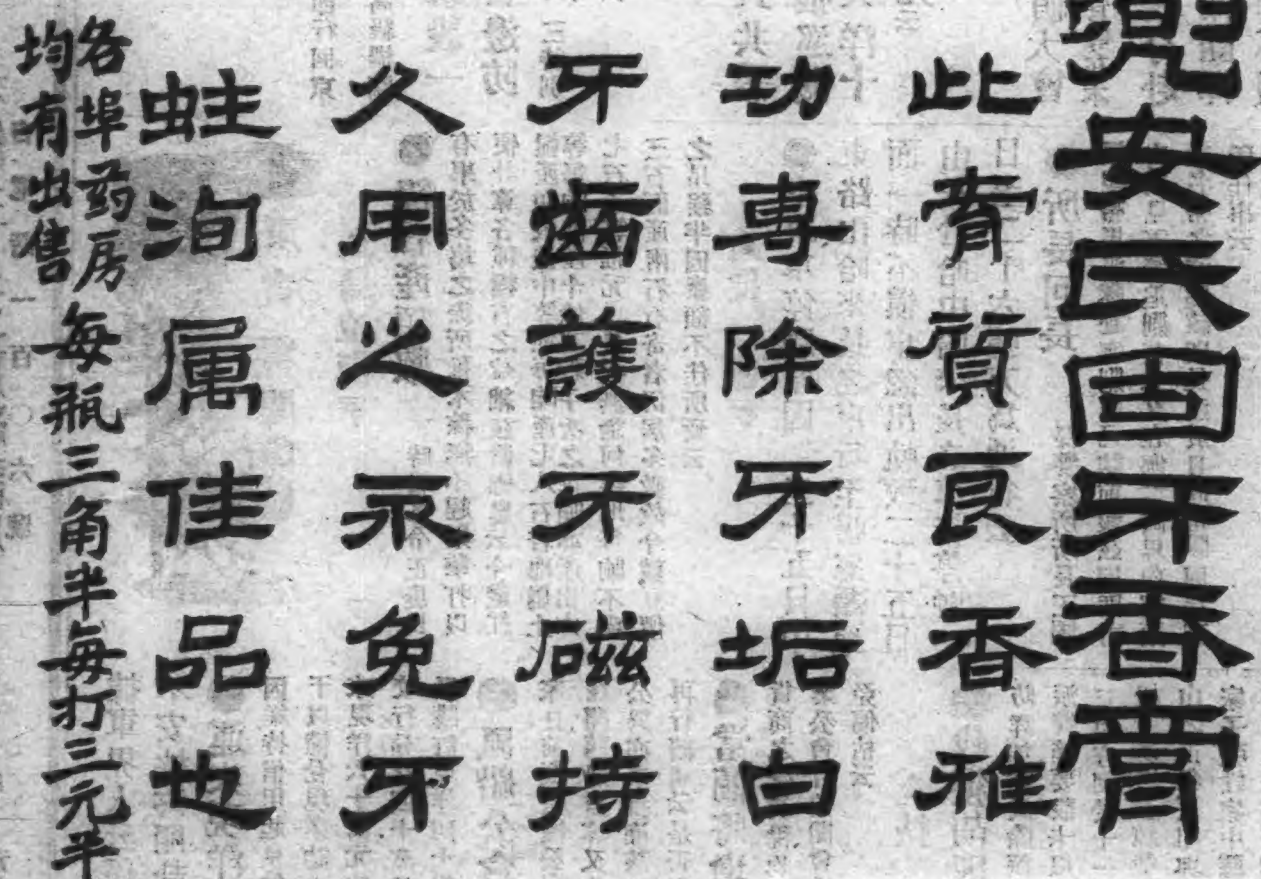 兜安氏固牙香膏
此膏質良香雅
功專除牙垢白
牙齒護牙磁持
久用之永免牙
蛀洵属佳品也
各埠药房
均有出售
每瓶三角半每打三元半